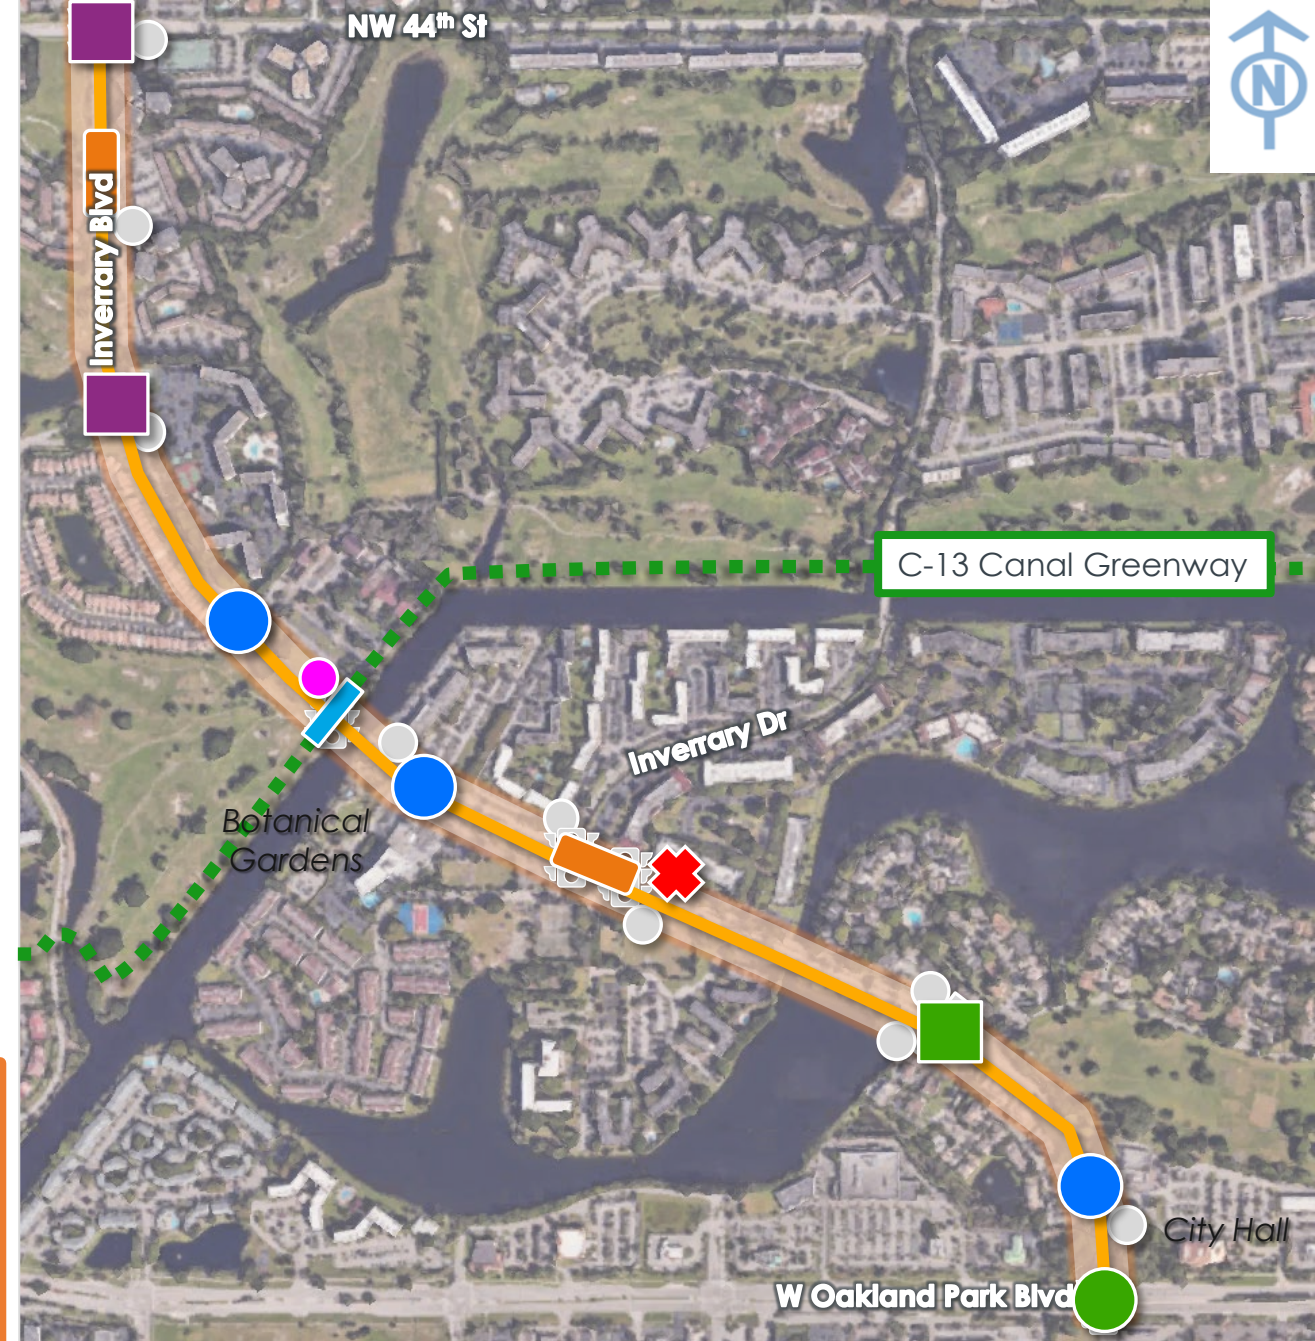 NW 44th St
N
Inverrary Blvd
C-13 Canal Greenway
Inverrary Dr
Botanical
Gardens
City Hall
W Oakland Park Blvd